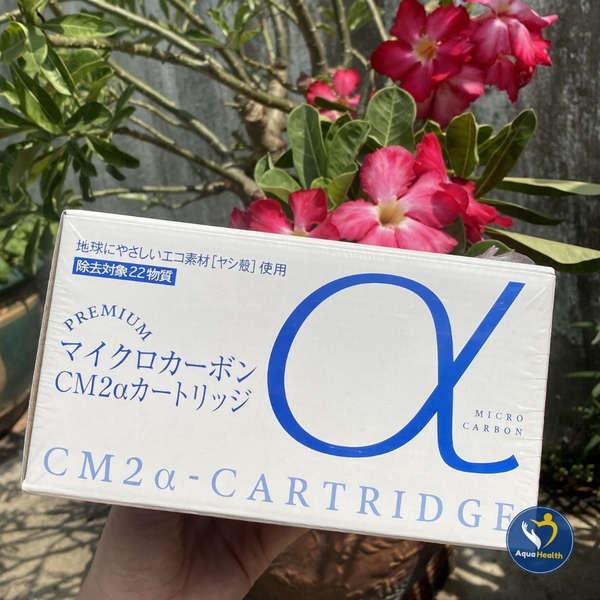 地球にやさしいエコ素材[ヤシ殻]使用
除去対象22物質
PREMIUM
マイクロカーボン
CM2αカートリッジ
α
MICRO
CARBON
CM2α-CARTRIDGE
Aqua Health